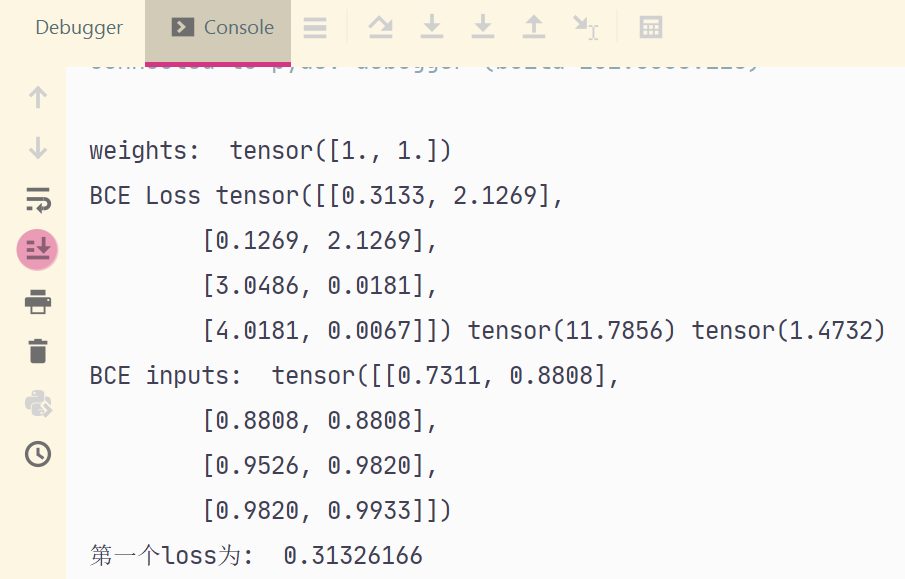 Debugger
Console
weights:  tensor([1., 1.])
BCE Loss tensor([[0.3133, 2.1269],
        [0.1269, 2.1269],
        [3.0486, 0.0181],
        [4.0181, 0.0067]]) tensor(11.7856) tensor(1.4732)
BCE inputs:  tensor([[0.7311, 0.8808],
        [0.8808, 0.8808],
        [0.9526, 0.9820],
        [0.9820, 0.9933]])
第一个loss为:  0.31326166